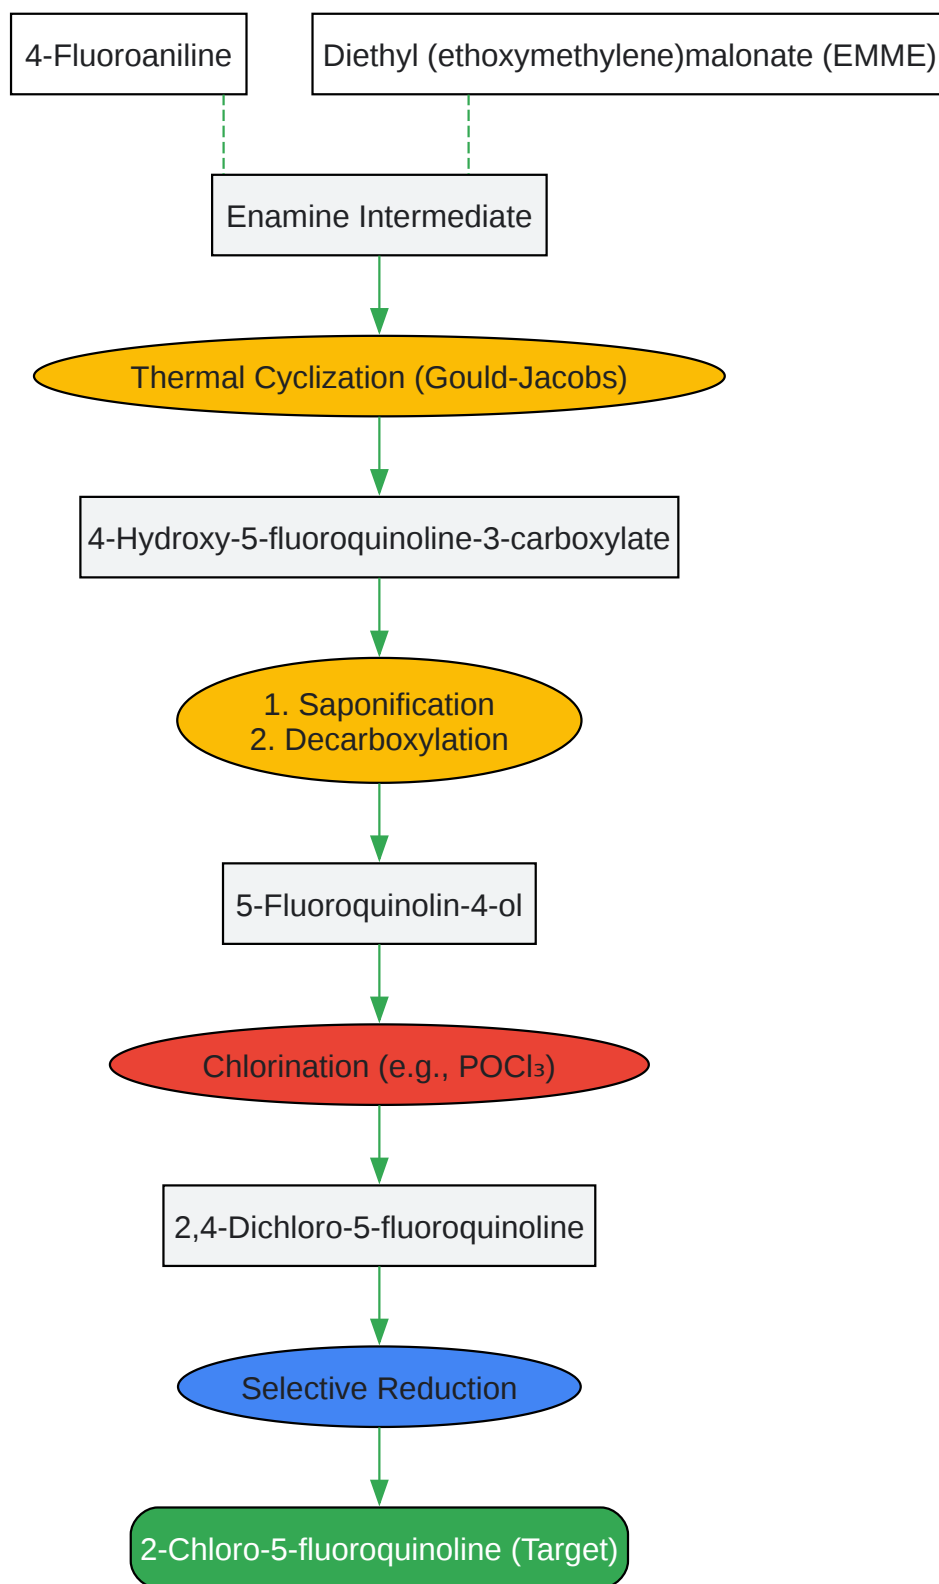 4-Fluoroaniline
Diethyl (ethoxymethylene)malonate (EMME)
Enamine Intermediate
Thermal Cyclization (Gould-Jacobs)
4-Hydroxy-5-fluoroquinoline-3-carboxylate
1. Saponification
2. Decarboxylation
5-Fluoroquinolin-4-ol
Chlorination (e.g., POCl₃)
2,4-Dichloro-5-fluoroquinoline
Selective Reduction
2-Chloro-5-fluoroquinoline (Target)